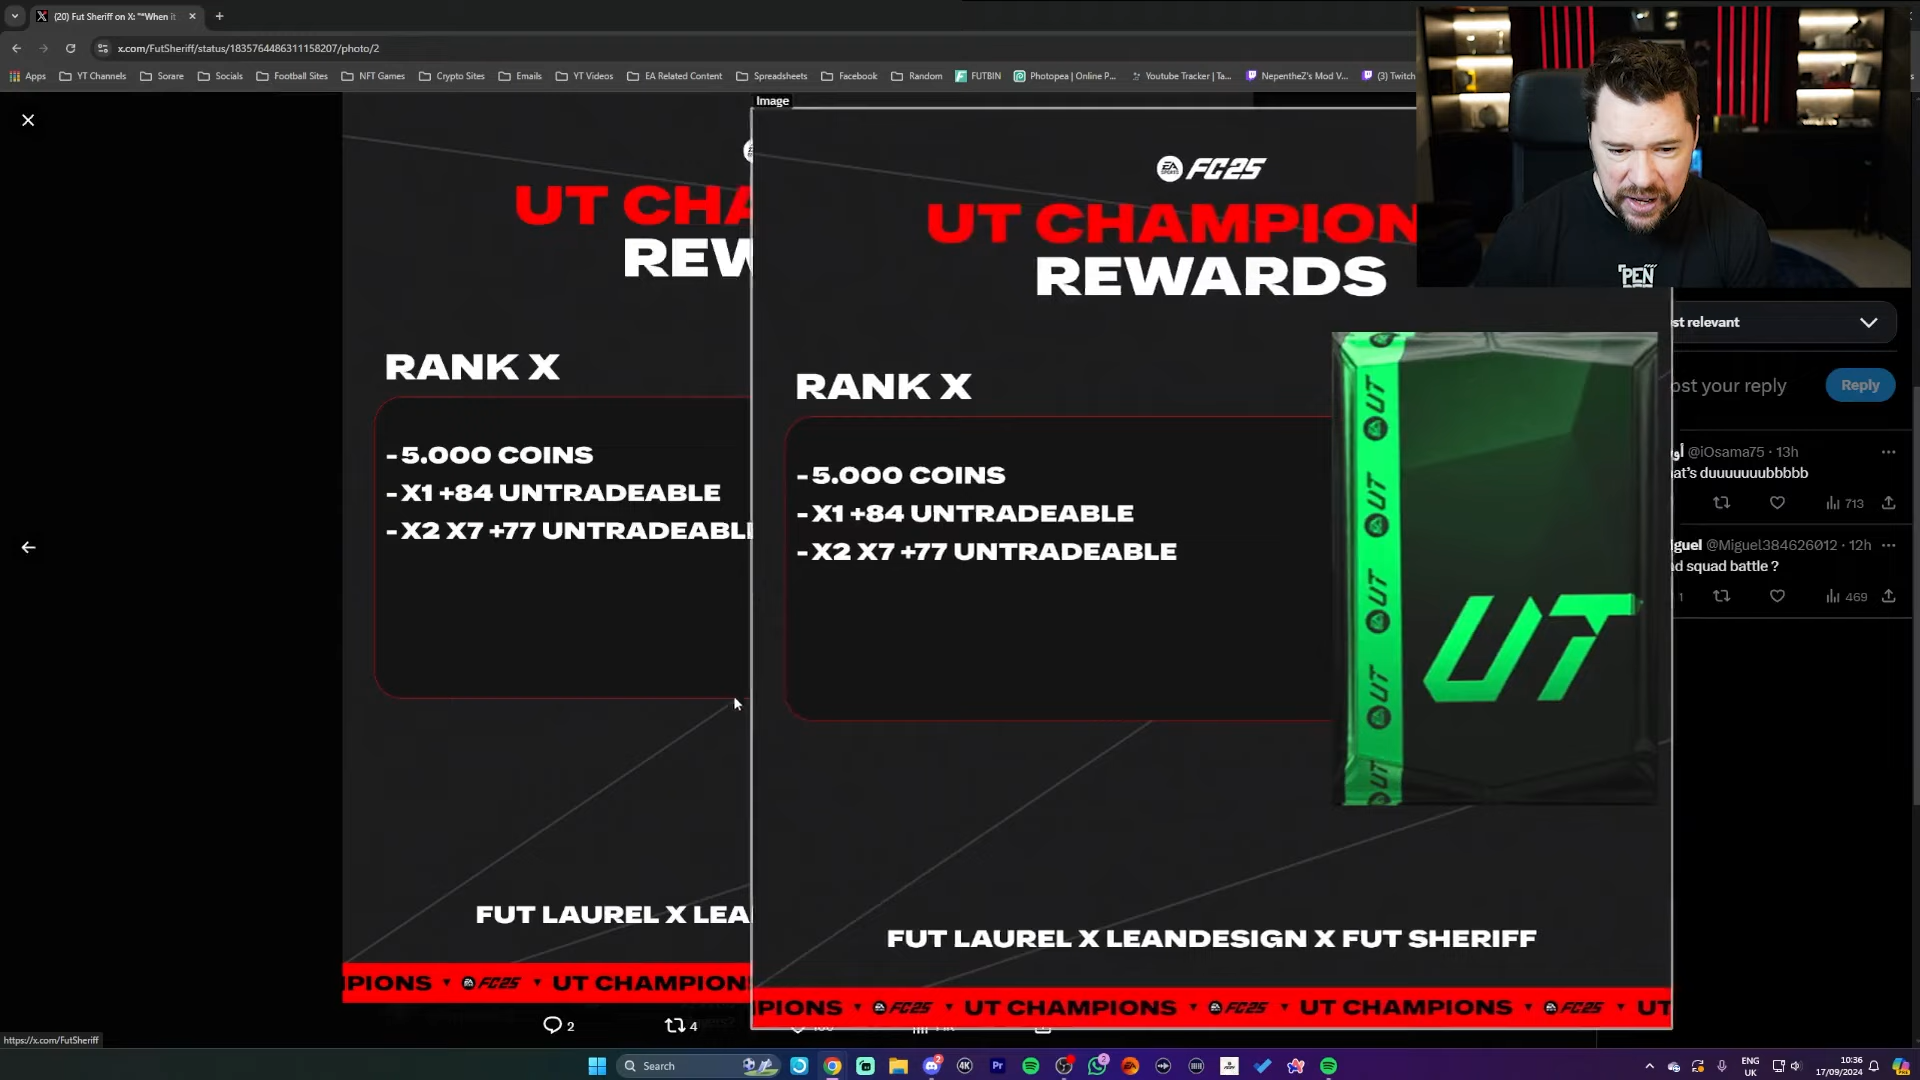 (20) Fut Sheriff on X: "*When it
x.com/FutSheriff/status/1835764486311158207/photo/2
Apps YT Channels Sorare Socials Football Sites NFT Games Crypto Sites Emails YT Videos EA Related Content Spreadsheets Facebook Random FUTBIN Photopea | Online P... Youtube Tracker | Ta... NepentheZ's Mod V... (3) Twitch
Image
UT CHA
REW
RANK X
- 5.000 COINS
- X1 +84 UNTRADEABLE
- X2 X7 +77 UNTRADEABL
FUT LAUREL X LEA
PIONS FC25 UT CHAMPIONS
2
4
EA SPORTS FC25
UT CHAMPION
REWARDS
RANK X
- 5.000 COINS
- X1 +84 UNTRADEABLE
- X2 X7 +77 UNTRADEABLE
UT UT UT UT UT
UT
FUT LAUREL X LEANDESIGN X FUT SHERIFF
PIONS FC25 UT CHAMPIONS FC25 UT CHAMPIONS FC25 UT
PEN
st relevant
ost your reply
Reply
@iOsama75 · 13h
at's duuuuuuubbbbb
713
guel @Miguel384626012 · 12h
d squad battle ?
1
469
https://x.com/FutSheriff
Search
ENG
UK
10:36
17/09/2024